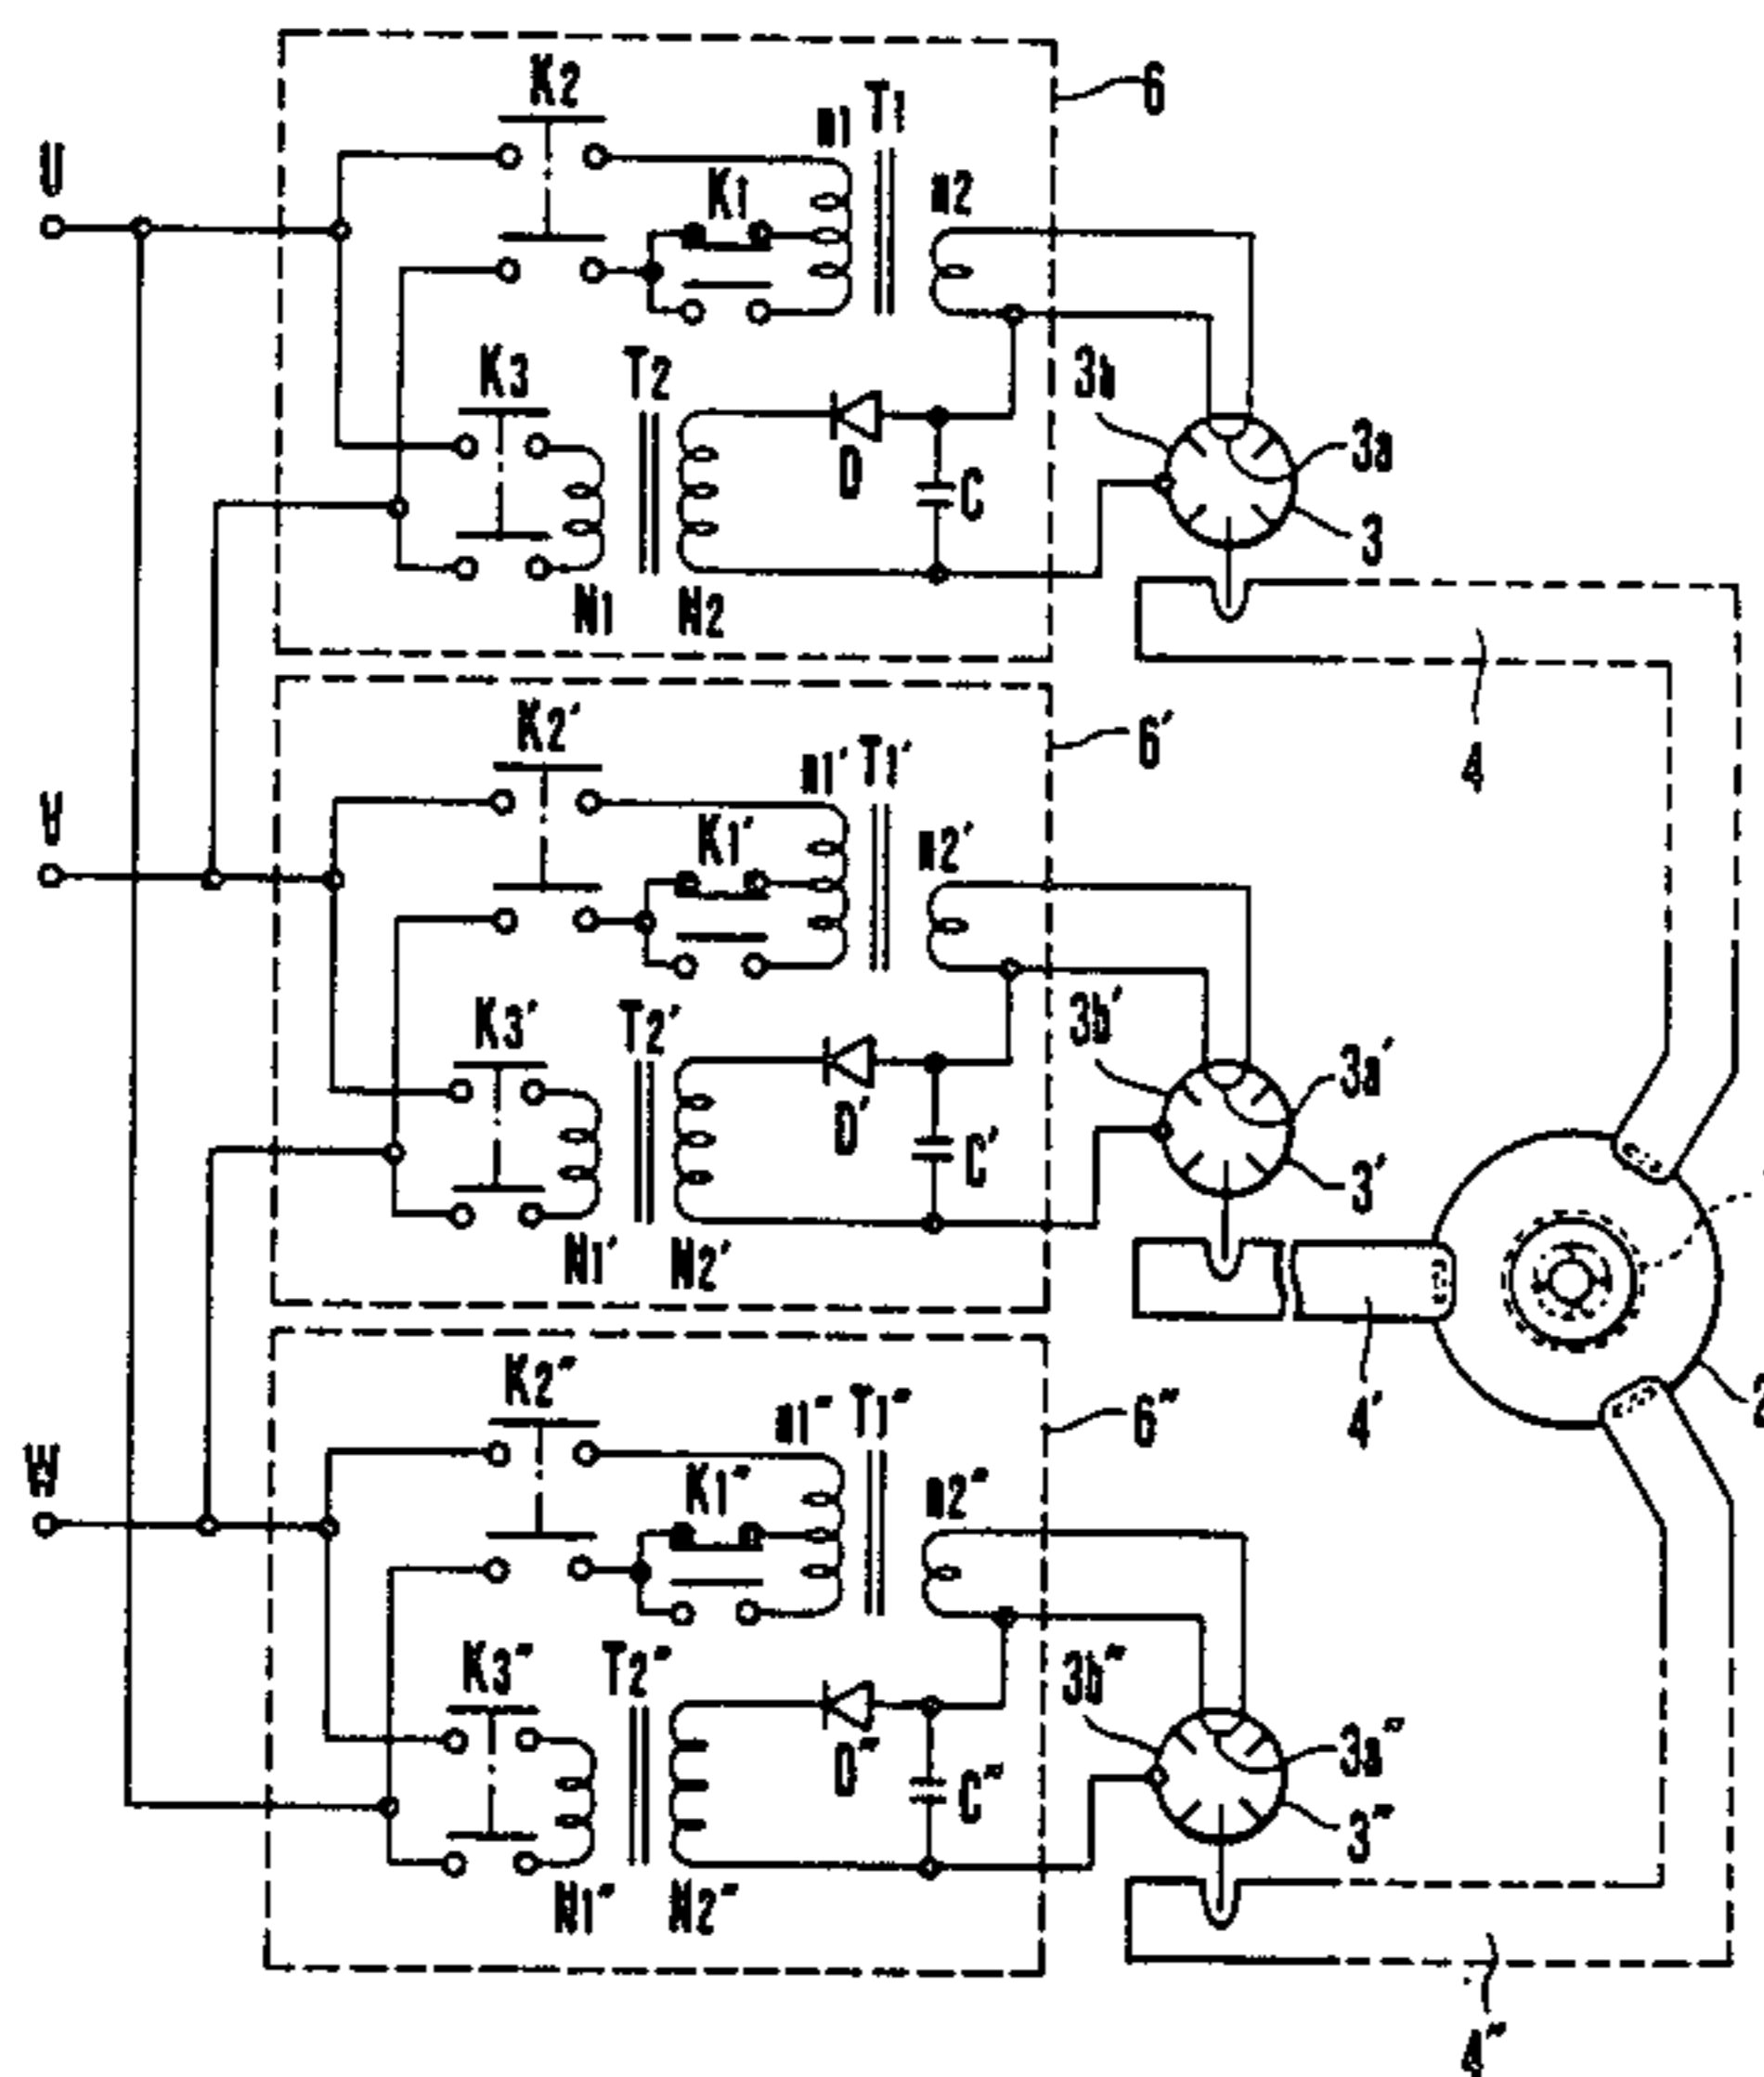 K2
6
U
n1
T1
K1
n2
K3
T2
3b
3a
D
C
3
N1
N2
4
K2′
6′
n1′
T1′
V
K1′
n2′
K3′
T2′
3b′
3a′
D′
C′
3′
N1′
N2′
4′
2
K2″
6″
n1″
T1″
W
K1″
n2″
K3″
T2″
3b″
3a″
D″
C″
3″
N1″
N2″
4″